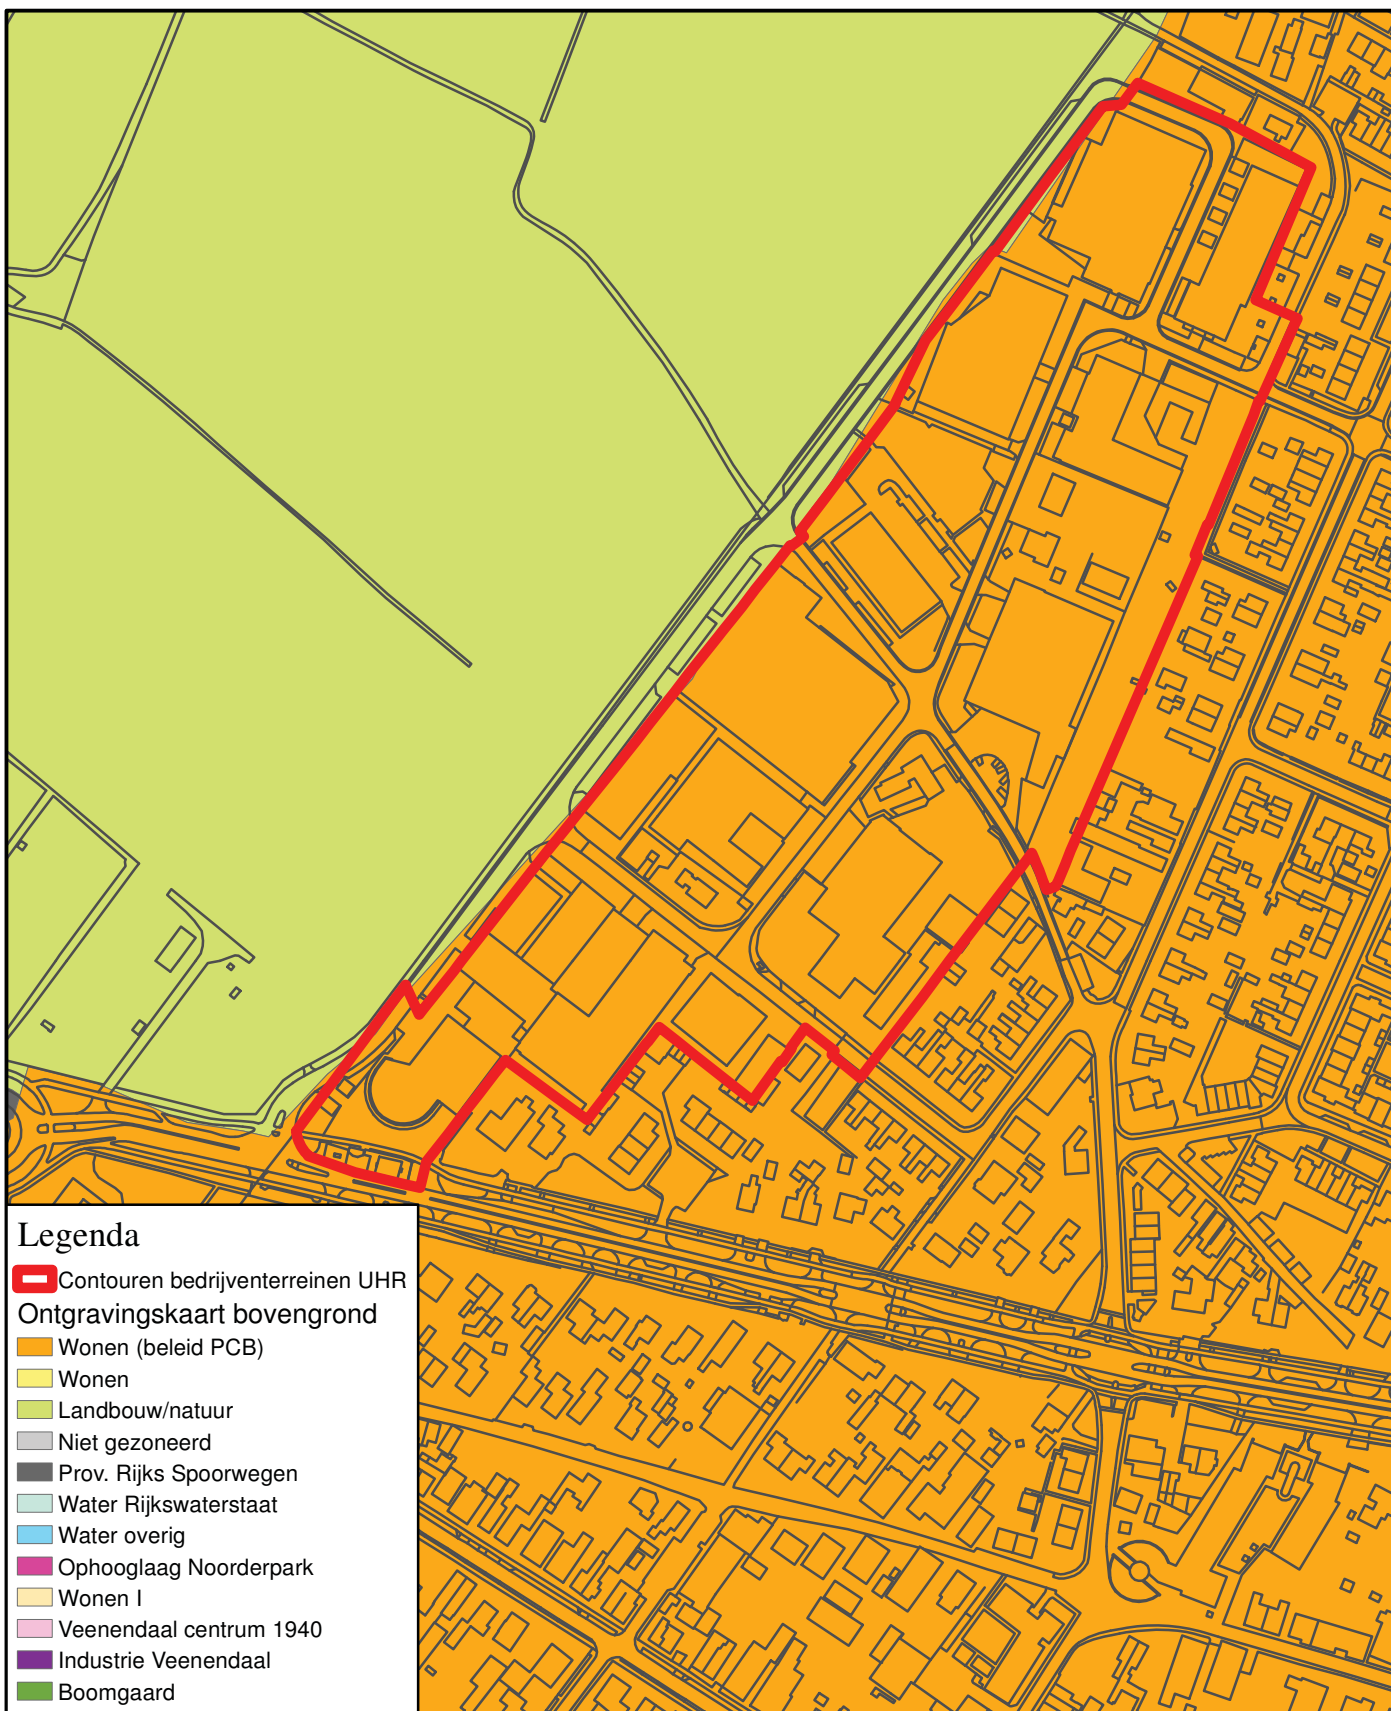 Legenda
Contouren bedrijventerreinen UHR
Ontgravingskaart bovengrond
Wonen (beleid PCB)
Wonen
Landbouw/natuur
Niet gezoneerd
Prov. Rijks Spoorwegen
Water Rijkswaterstaat
Water overig
Ophooglaag Noorderpark
Wonen I
Veenendaal centrum 1940
Industrie Veenendaal
Boomgaard